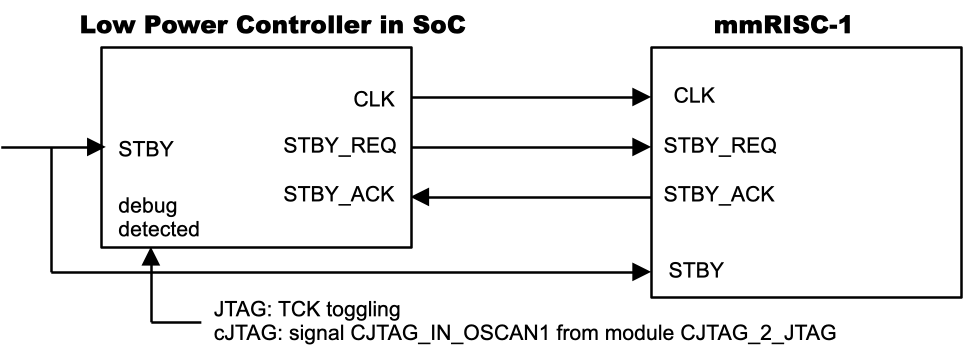 Low Power Controller in SoC
mmRISC-1
CLK
CLK
STBY
STBY_REQ
STBY_REQ
STBY_ACK
STBY_ACK
debug
detected
STBY
JTAG: TCK toggling
cJTAG: signal CJTAG_IN_OSCAN1 from module CJTAG_2_JTAG